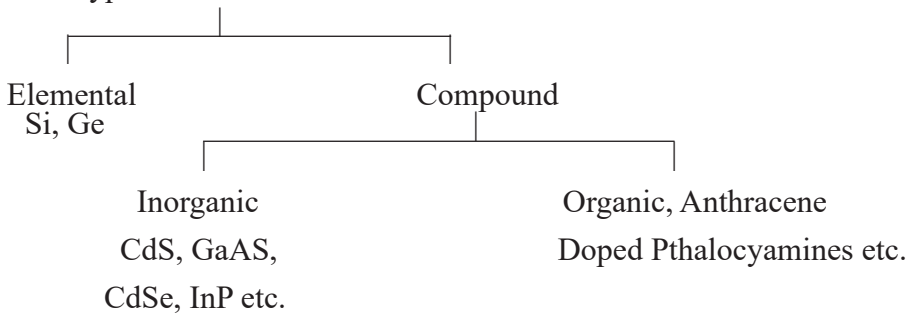 Elemental Compound
Si, Ge
Inorganic Organic, Anthracene
CdS, GaAS, Doped Pthalocyamines etc.
CdSe, InP etc.